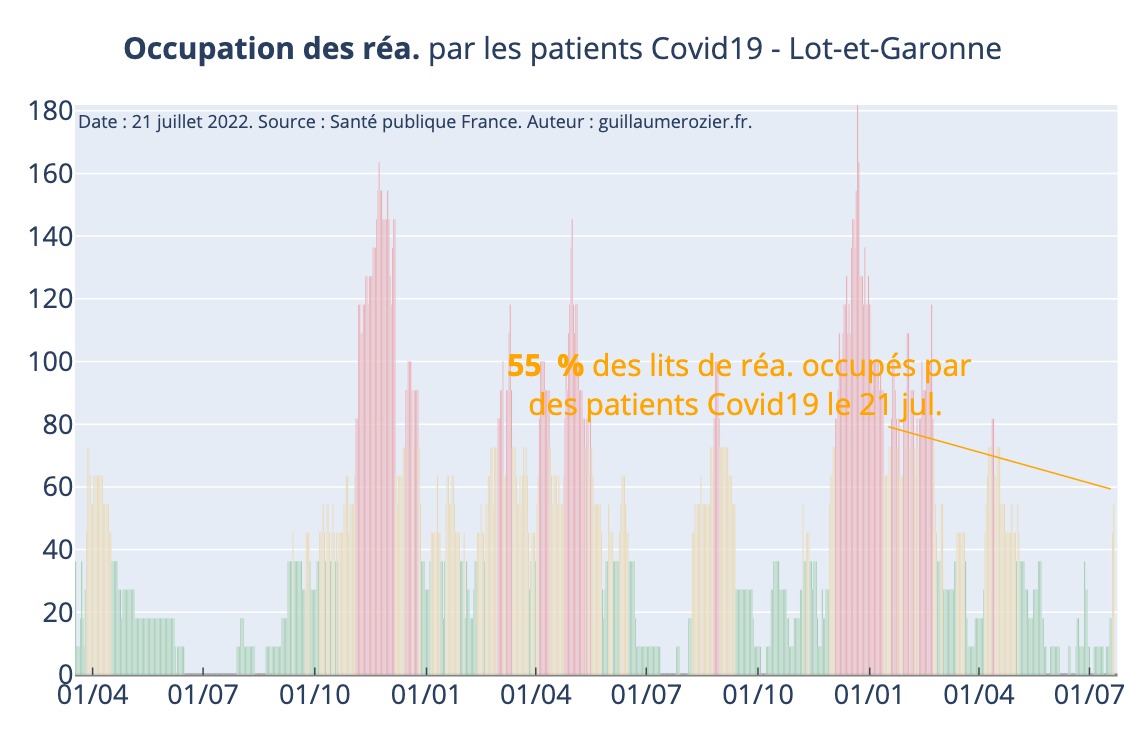 Occupation des réa. par les patients Covid19 - Lot-et-Garonne
180
Date : 21 juillet 2022. Source : Santé publique France. Auteur : guillaumerozier.fr.
160
140
120
100
55 % des lits de réa. occupés par
des patients Covid19 le 21 jul.
80
60
40
20
0
01/04 01/07 01/10 01/01 01/04 01/07 01/10 01/01 01/04 01/07